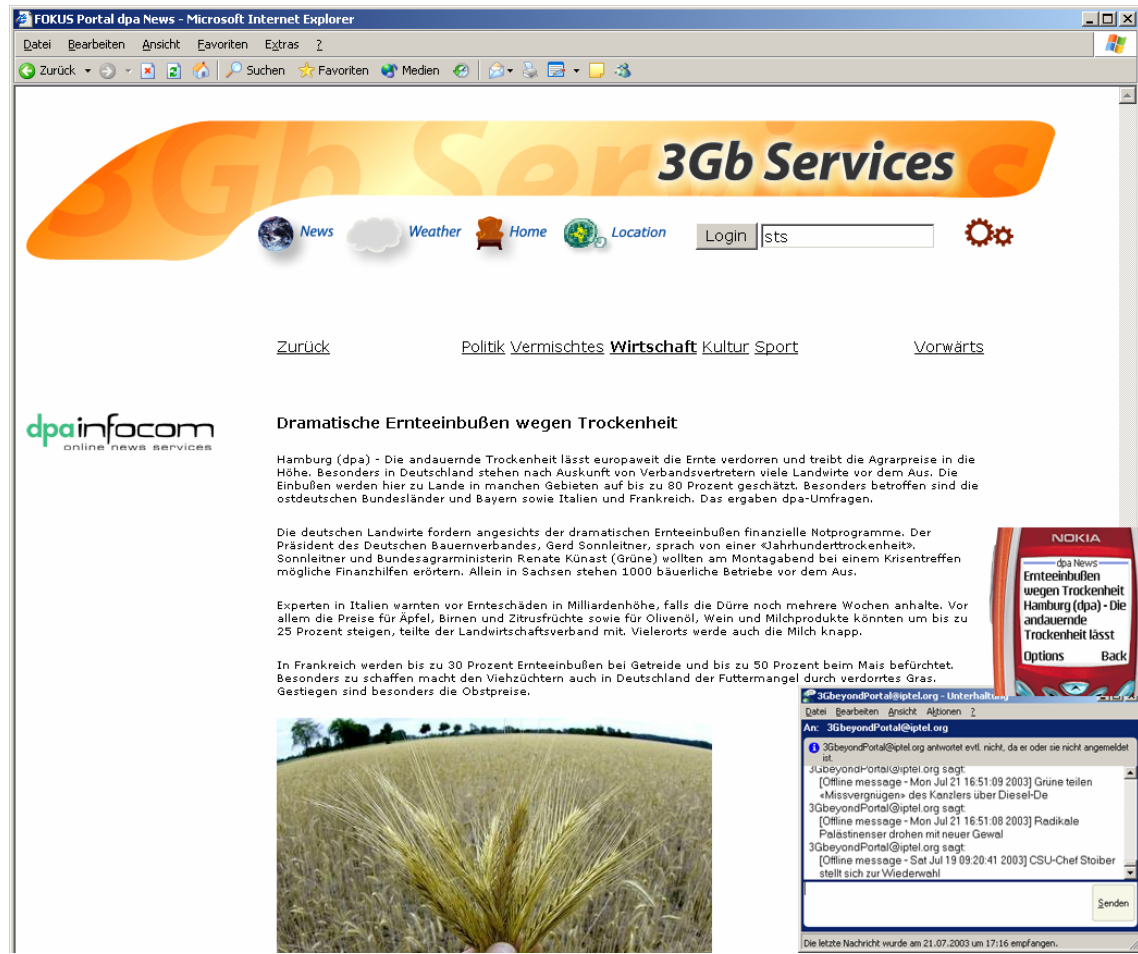 FOKUS Portal dpa News - Microsoft Internet Explorer
Datei Bearbeiten Ansicht Favoriten Extras ?
Zurück Suchen Favoriten Medien
3Gb Services
3Gb Services
News Weather Home Location Login sts
Zurück Politik Vermischtes Wirtschaft Kultur Sport Vorwärts
dpainfocom
online news services
Dramatische Ernteeinbußen wegen Trockenheit
Hamburg (dpa) - Die andauernde Trockenheit lässt europaweit die Ernte verdorren und treibt die Agrarpreise in die
Höhe. Besonders in Deutschland stehen nach Auskunft von Verbandsvertretern viele Landwirte vor dem Aus. Die
Einbußen werden hier zu Lande in manchen Gebieten auf bis zu 80 Prozent geschätzt. Besonders betroffen sind die
ostdeutschen Bundesländer und Bayern sowie Italien und Frankreich. Das ergaben dpa-Umfragen.
Die deutschen Landwirte fordern angesichts der dramatischen Ernteeinbußen finanzielle Notprogramme. Der
Präsident des Deutschen Bauernverbandes, Gerd Sonnleitner, sprach von einer «Jahrhunderttrockenheit».
Sonnleitner und Bundesagrarministerin Renate Künast (Grüne) wollten am Montagabend bei einem Krisentreffen
mögliche Finanzhilfen erörtern. Allein in Sachsen stehen 1000 bäuerliche Betriebe vor dem Aus.
Experten in Italien warnten vor Ernteschäden in Milliardenhöhe, falls die Dürre noch mehrere Wochen anhalte. Vor
allem die Preise für Äpfel, Birnen und Zitrusfrüchte sowie für Olivenöl, Wein und Milchprodukte könnten um bis zu
25 Prozent steigen, teilte der Landwirtschaftsverband mit. Vielerorts werde auch die Milch knapp.
In Frankreich werden bis zu 30 Prozent Ernteeinbußen bei Getreide und bis zu 50 Prozent beim Mais befürchtet.
Besonders zu schaffen macht den Viehzüchtern auch in Deutschland der Futtermangel durch verdorrtes Gras.
Gestiegen sind besonders die Obstpreise.
NOKIA
dpa News
Ernteeinbußen
wegen Trockenheit
Hamburg (dpa) - Die
andauernde
Trockenheit lässt
Options Back
3GbeyondPortal@iptel.org - Unterhaltung
Datei Bearbeiten Ansicht Aktionen ?
An: 3GbeyondPortal@iptel.org
3GbeyondPortal@iptel.org antwortet evtl. nicht, da er oder sie nicht angemeldet
ist.
3GbeyondPortal@iptel.org sagt:
[Offline message - Mon Jul 21 16:51:09 2003] Grüne teilen
«Missvergnügen» des Kanzlers über Diesel-De
3GbeyondPortal@iptel.org sagt:
[Offline message - Mon Jul 21 16:51:08 2003] Radikale
Palästinenser drohen mit neuer Gewal
3GbeyondPortal@iptel.org sagt:
[Offline message - Sat Jul 19 09:20:41 2003] CSU-Chef Stoiber
stellt sich zur Wiederwahl
Senden
Die letzte Nachricht wurde am 21.07.2003 um 17:16 empfangen.